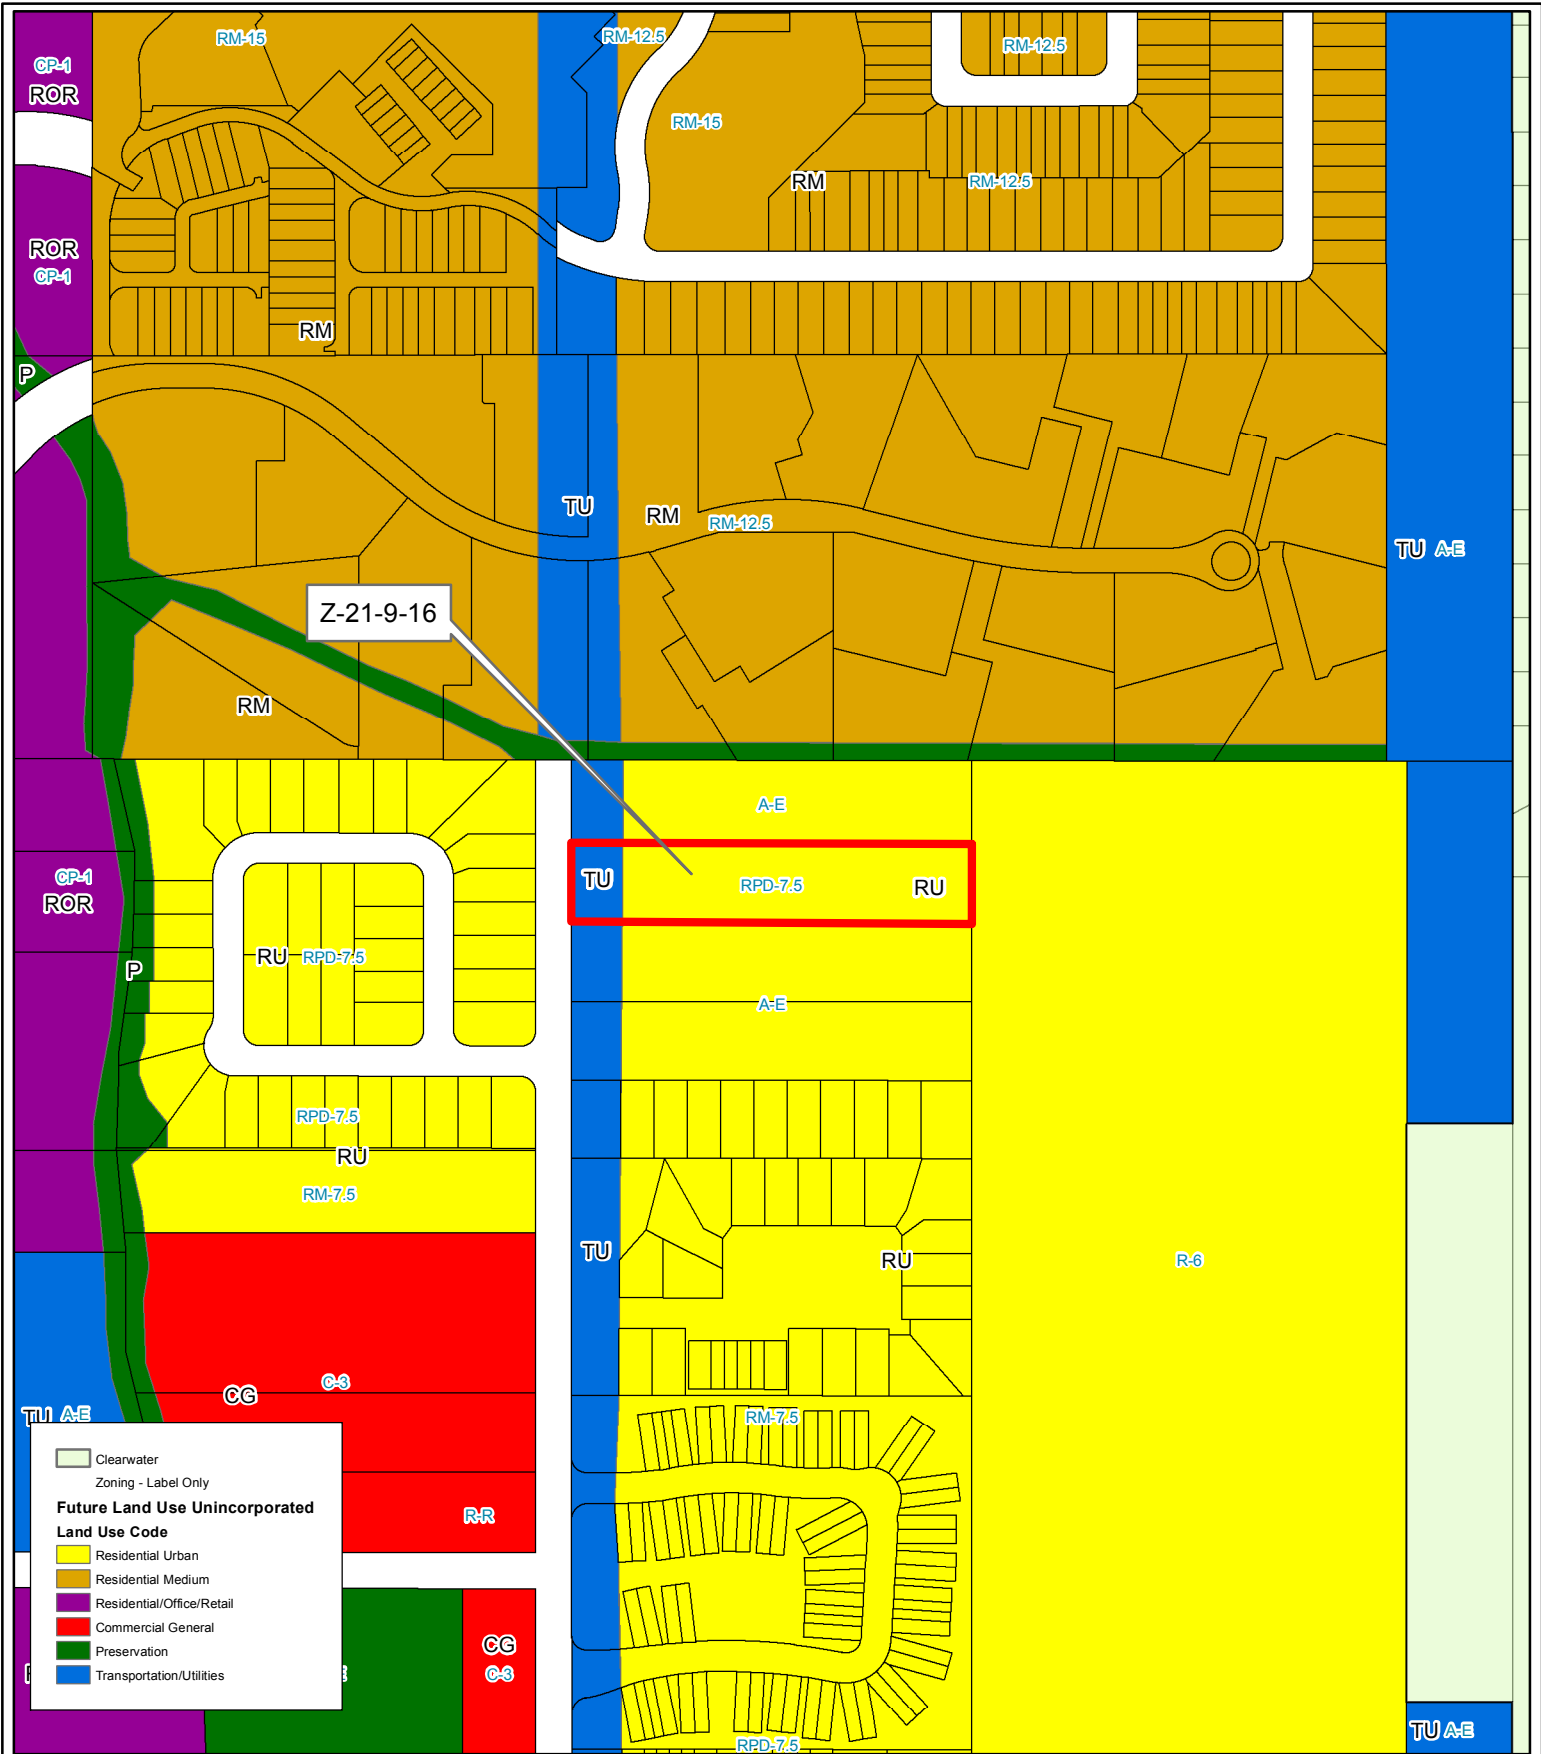 RM-15
RM-12.5
RM-12.5
CP-1
ROR
RM-15
RM
RM-12.5
ROR
CP-1
RM
P
TU
RM
RM-12.5
TU A-E
Z-21-9-16
RM
A-E
CP-1
ROR
TU
RPD-7.5
RU
RU
RPD-7.5
P
A-E
RPD-7.5
RU
RM-7.5
TU
RU
R-6
CG
C-3
TU A-E
RM-7.5
R-R
CG
C-3
TU A-E
RPD-7.5
Clearwater
Zoning - Label Only
Future Land Use Unincorporated
Land Use Code
Residential Urban
Residential Medium
Residential/Office/Retail
Commercial General
Preservation
Transportation/Utilities